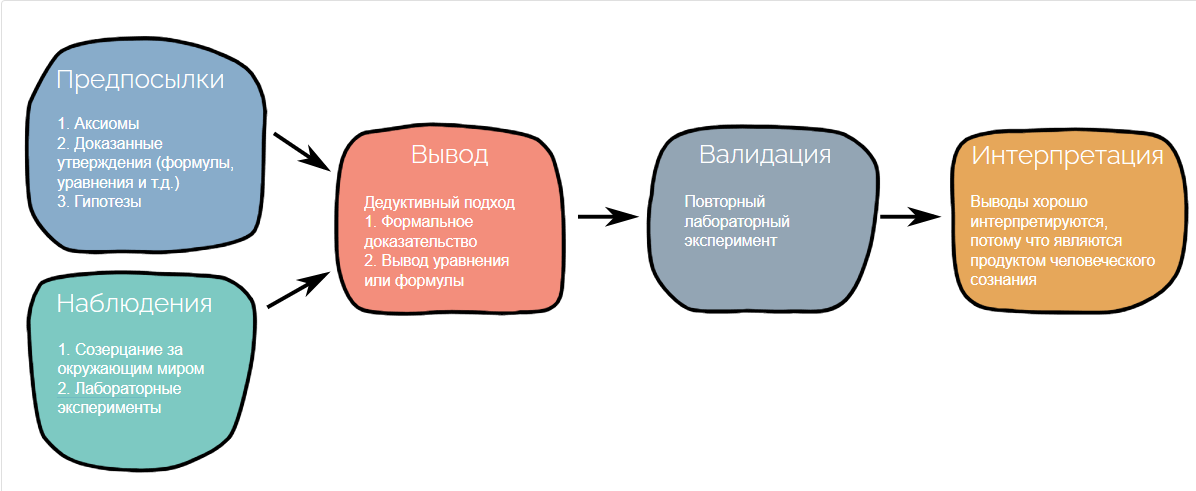 Предпосылки
1. Аксиомы
2. Доказанные
утверждения (формулы,
уравнения и т.д.)
3. Гипотезы
Наблюдения
1. Созерцание за
окружающим миром
2. Лабораторные
эксперименты
Вывод
Дедуктивный подход
1. Формальное
доказательство
2. Вывод уравнения
или формулы
Валидация
Повторный
лабораторный
эксперимент
Интерпретация
Выводы хорошо
интерпретируются,
потому что являются
продуктом человеческого
сознания